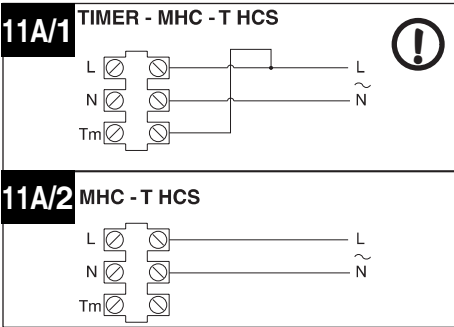 11A/1 TIMER - MHC - T HCS
L L
N N
Tm
11A/2 MHC - T HCS
L L
N N
Tm